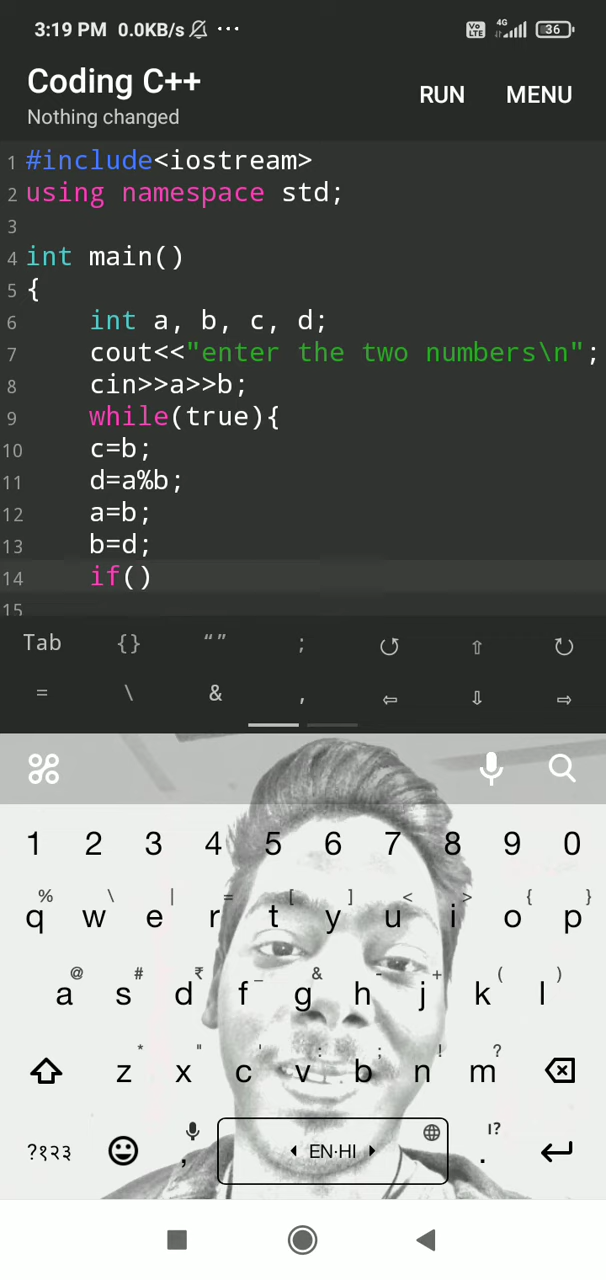 3:19 PM 0.0KB/s ... Vo LTE 4G 36
Coding C++ RUN MENU
Nothing changed
1 #include<iostream>
2 using namespace std;
3
4 int main()
5 {
6 int a, b, c, d;
7 cout<<"enter the two numbers\n";
8 cin>>a>>b;
9 while(true){
10 c=b;
11 d=a%b;
12 a=b;
13 b=d;
14 if()
15
Tab {} “” ; ↺ ⇧ ↻
= \ & , ⇦ ⇩ ⇨
1 2 3 4 5 6 7 8 9 0
% \ | = [ ] < > { }
q w e r t y u i o p
@ # ₹ _ & - + ( )
a s d f g h j k l
* " ' : ; ! ?
z x c v b n m
?१२३ , EN·HI . ।?